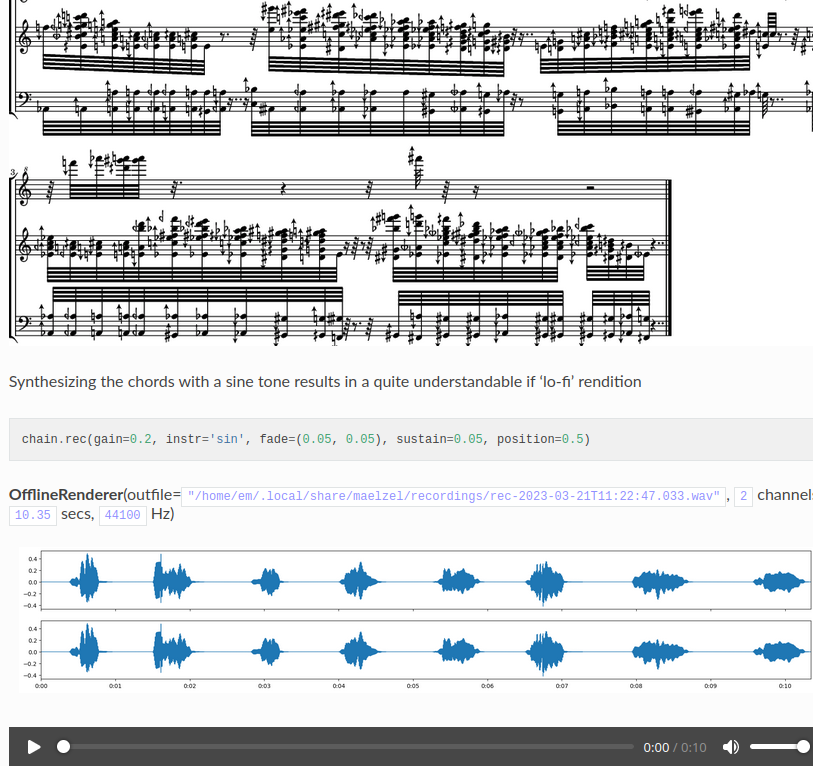 3
Synthesizing the chords with a sine tone results in a quite understandable if ‘lo-fi’ rendition
chain.rec(gain=0.2, instr='sin', fade=(0.05, 0.05), sustain=0.05, position=0.5)
OfflineRenderer(outfile="/home/em/.local/share/maelzel/recordings/rec-2023-03-21T11:22:47.033.wav", 2 channels
10.35 secs, 44100 Hz)
0.4
0.2
0.0
−0.2
−0.4
0.4
0.2
0.0
−0.2
−0.4
0:00 0:01 0:02 0:03 0:04 0:05 0:06 0:07 0:08 0:09 0:10
0:00 / 0:10